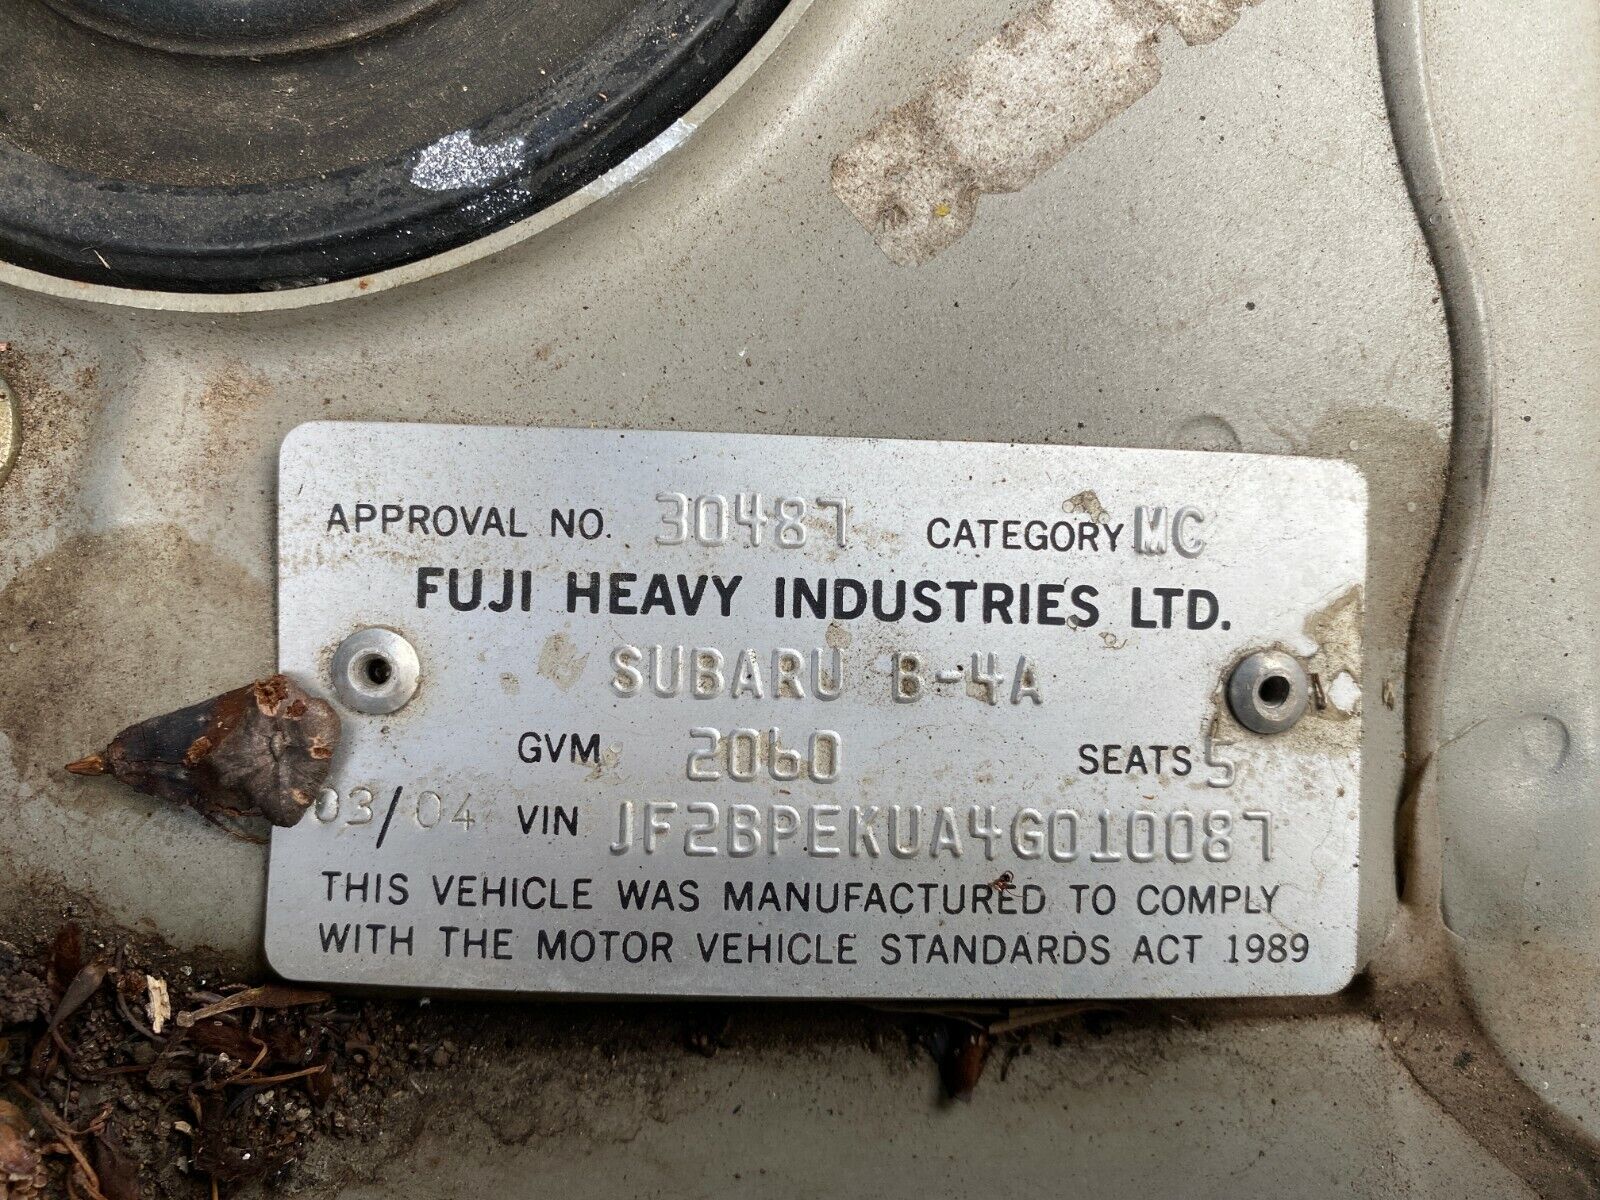 APPROVAL NO. 30487 CATEGORY MC
FUJI HEAVY INDUSTRIES LTD.
SUBARU B-4A
GVM 2060 SEATS 5
03/04 VIN JF2BPEKUA4G010087
THIS VEHICLE WAS MANUFACTURED TO COMPLY
WITH THE MOTOR VEHICLE STANDARDS ACT 1989